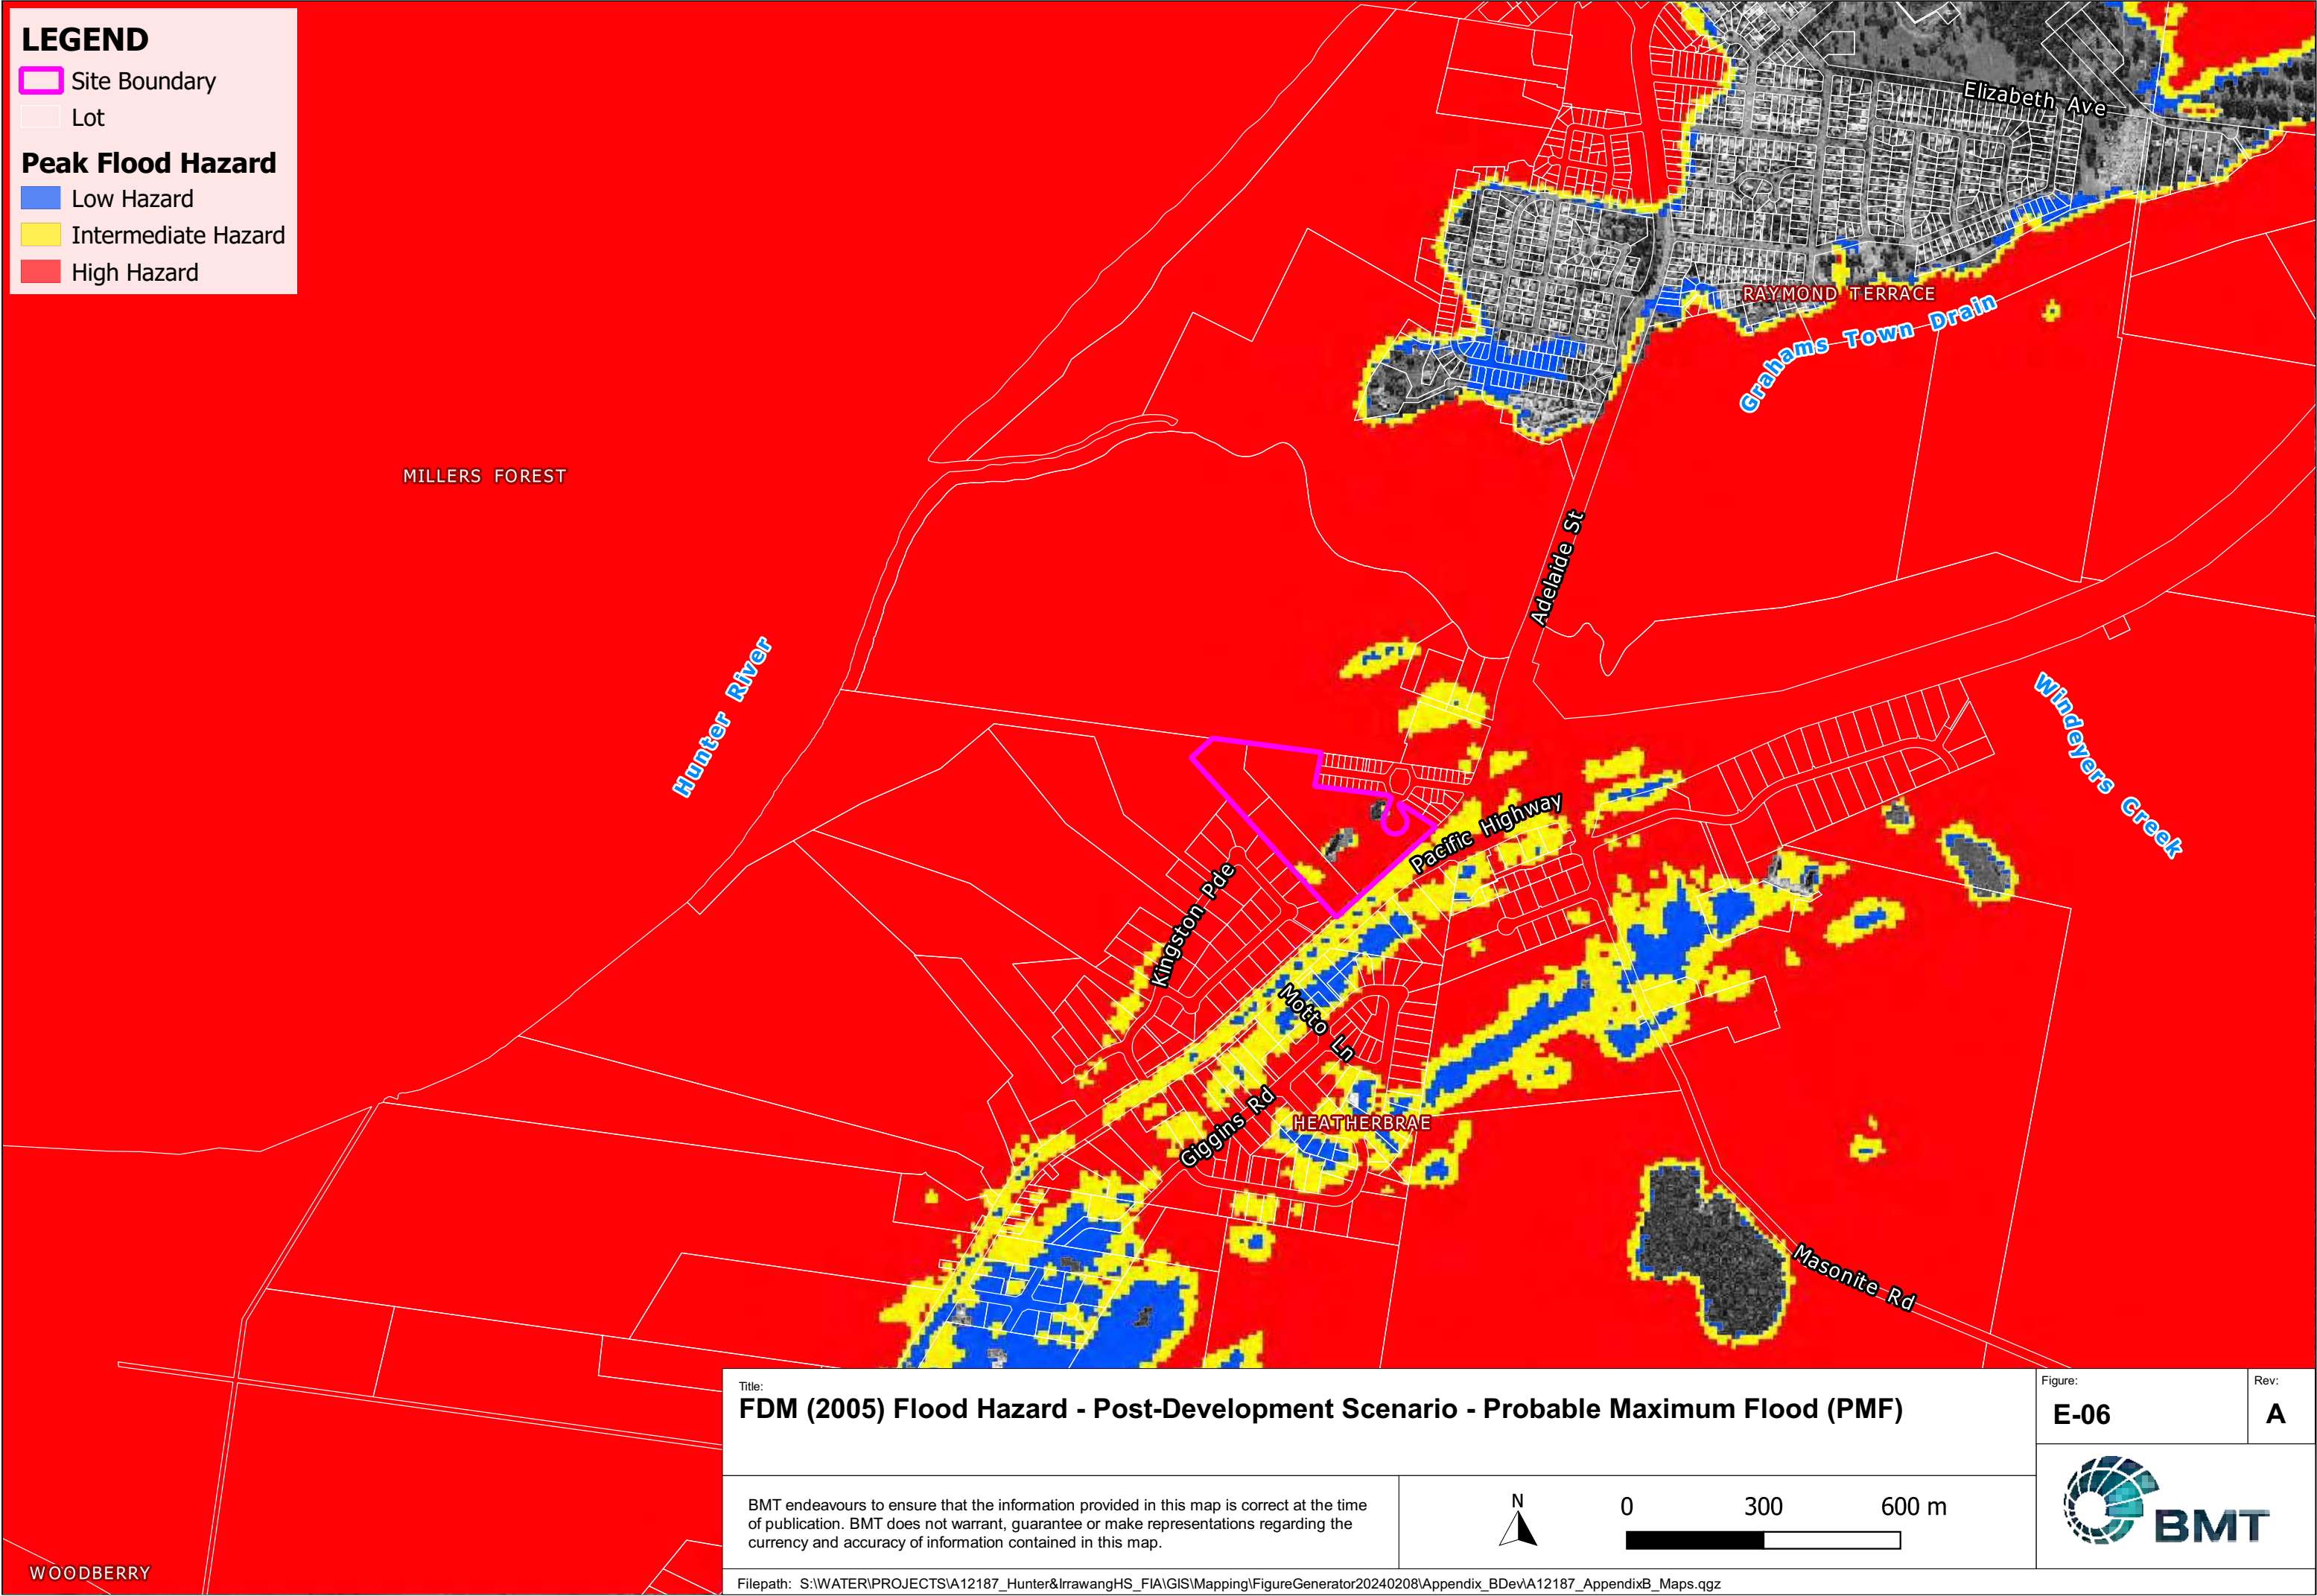 LEGEND
Site Boundary
Lot
Peak Flood Hazard
Low Hazard
Intermediate Hazard
High Hazard
Elizabeth Ave
RAYMOND TERRACE
Grahams Town Drain
MILLERS FOREST
Adelaide St
Hunter River
Windeyers Creek
Pacific Highway
Kingston Pde
Motto Ln
Giggins Rd
HEATHERBRAE
Masonite Rd
WOODBERRY
Title:
FDM (2005) Flood Hazard - Post-Development Scenario - Probable Maximum Flood (PMF)
Figure:
E-06
Rev:
A
BMT endeavours to ensure that the information provided in this map is correct at the time
of publication. BMT does not warrant, guarantee or make representations regarding the
currency and accuracy of information contained in this map.
N
0 300 600 m
BMT
Filepath: S:\WATER\PROJECTS\A12187_Hunter&IrrawangHS_FIA\GIS\Mapping\FigureGenerator20240208\Appendix_BDev\A12187_AppendixB_Maps.qgz